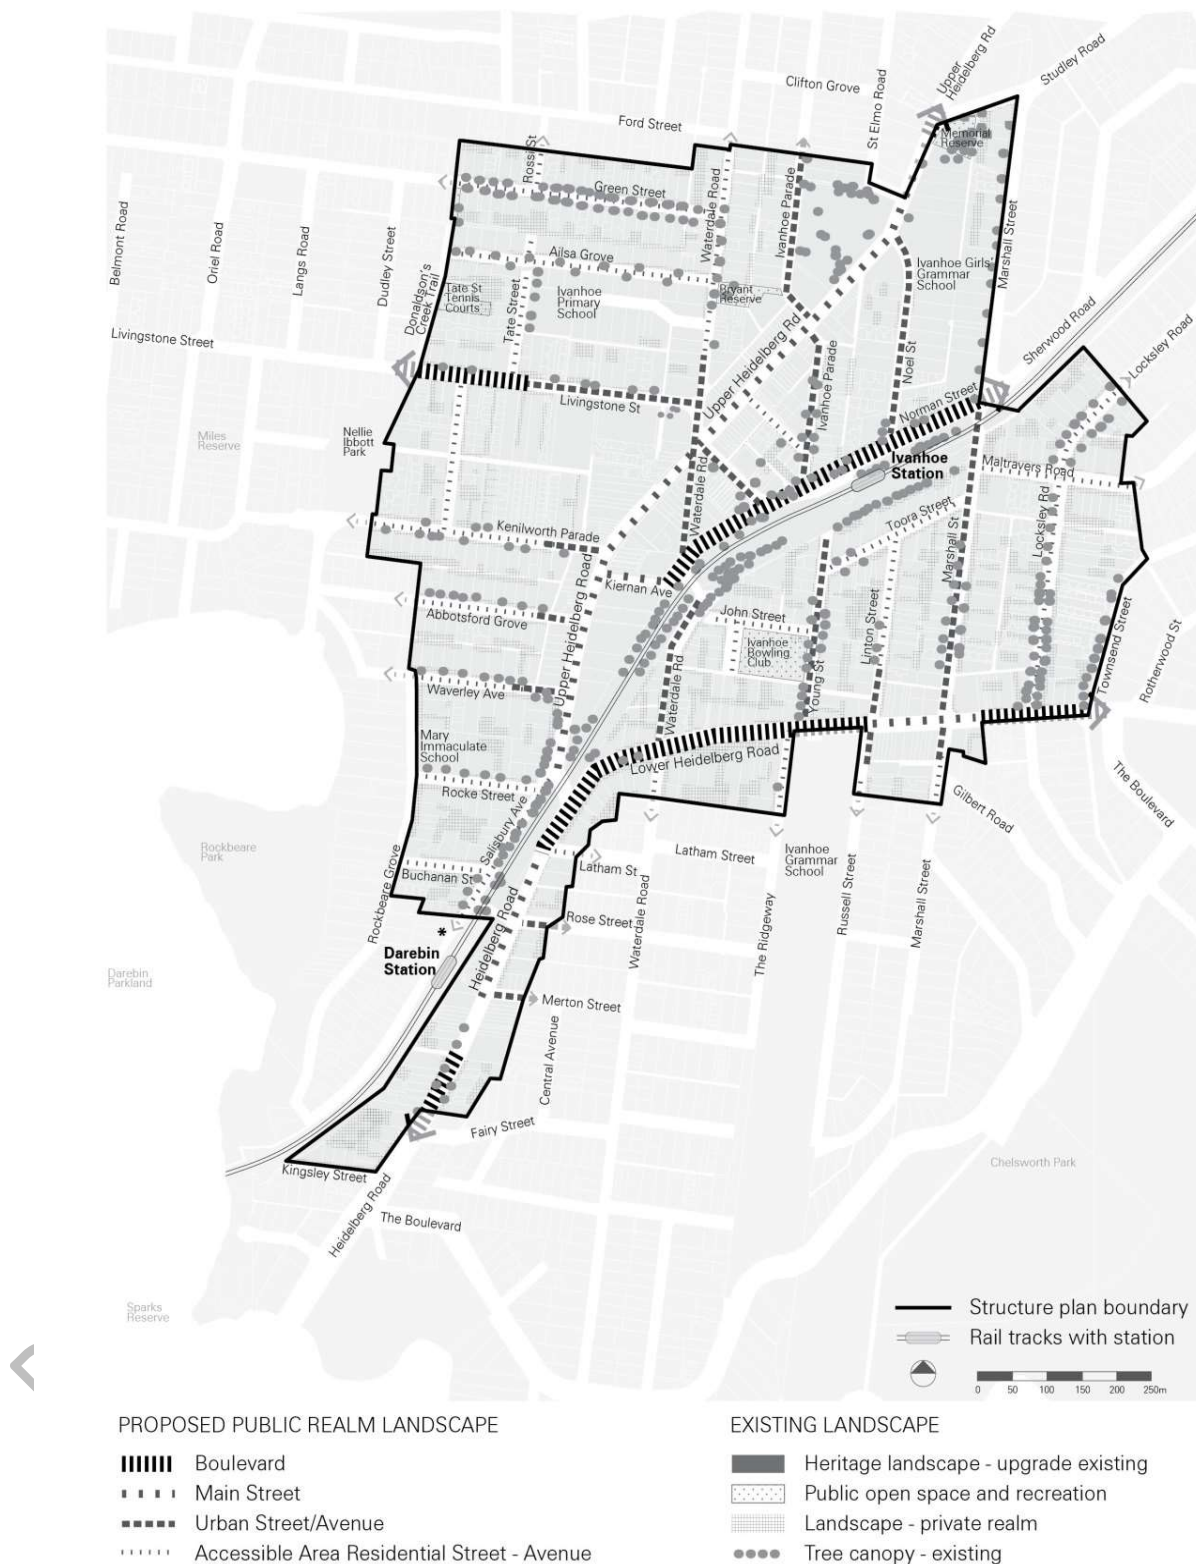 Clifton Grove
St Elmo Road
Upper
Heidelberg Rd
Studley Road
Ford Street
Memorial
Reserve
Rossi St
Green Street
Waterdale Road
Ivanhoe Parade
Marshall Street
Belmont Road
Oriel Road
Langs Road
Dudley Street
Donaldson's
Creek Trail
Ailsa Grove
Tate St
Tennis
Courts
Tate Street
Ivanhoe
Primary
School
Bryant
Reserve
Ivanhoe Girls'
Grammar
School
Sherwood Road
Locksley Road
Livingstone Street
Livingstone St
Upper Heidelberg Rd
Ivanhoe Parade
Noel St
Norman Street
Miles
Reserve
Nellie
Ibbott
Park
Ivanhoe
Station
Maltravers Road
Waterdale Rd
Toora Street
Locksley Rd
Marshall St
Kenilworth Parade
Kiernan Ave
Upper Heidelberg Road
John Street
Abbotsford Grove
Ivanhoe
Bowling
Club
Linton Street
Townsend Street
Rotherwood St
Waverley Ave
Waterdale Rd
Young St
Mary
Immaculate
School
Lower Heidelberg Road
Rocke Street
Salisbury Ave
Gilbert Road
The Boulevard
Rockbeare
Park
Rockbeare Grove
Buchanan St
Latham St
Latham Street
Ivanhoe
Grammar
School
Heidelberg Road
Rose Street
Waterdale Road
The Ridgeway
Russell Street
Marshall Street
*
Darebin
Station
Darebin
Parkland
Merton Street
Central Avenue
Fairy Street
Chelsworth Park
Kingsley Street
Heidelberg Road
The Boulevard
Sparks
Reserve
Structure plan boundary
Rail tracks with station
0 50 100 150 200 250m
PROPOSED PUBLIC REALM LANDSCAPE
Boulevard
Main Street
Urban Street/Avenue
Accessible Area Residential Street - Avenue
EXISTING LANDSCAPE
Heritage landscape - upgrade existing
Public open space and recreation
Landscape - private realm
Tree canopy - existing